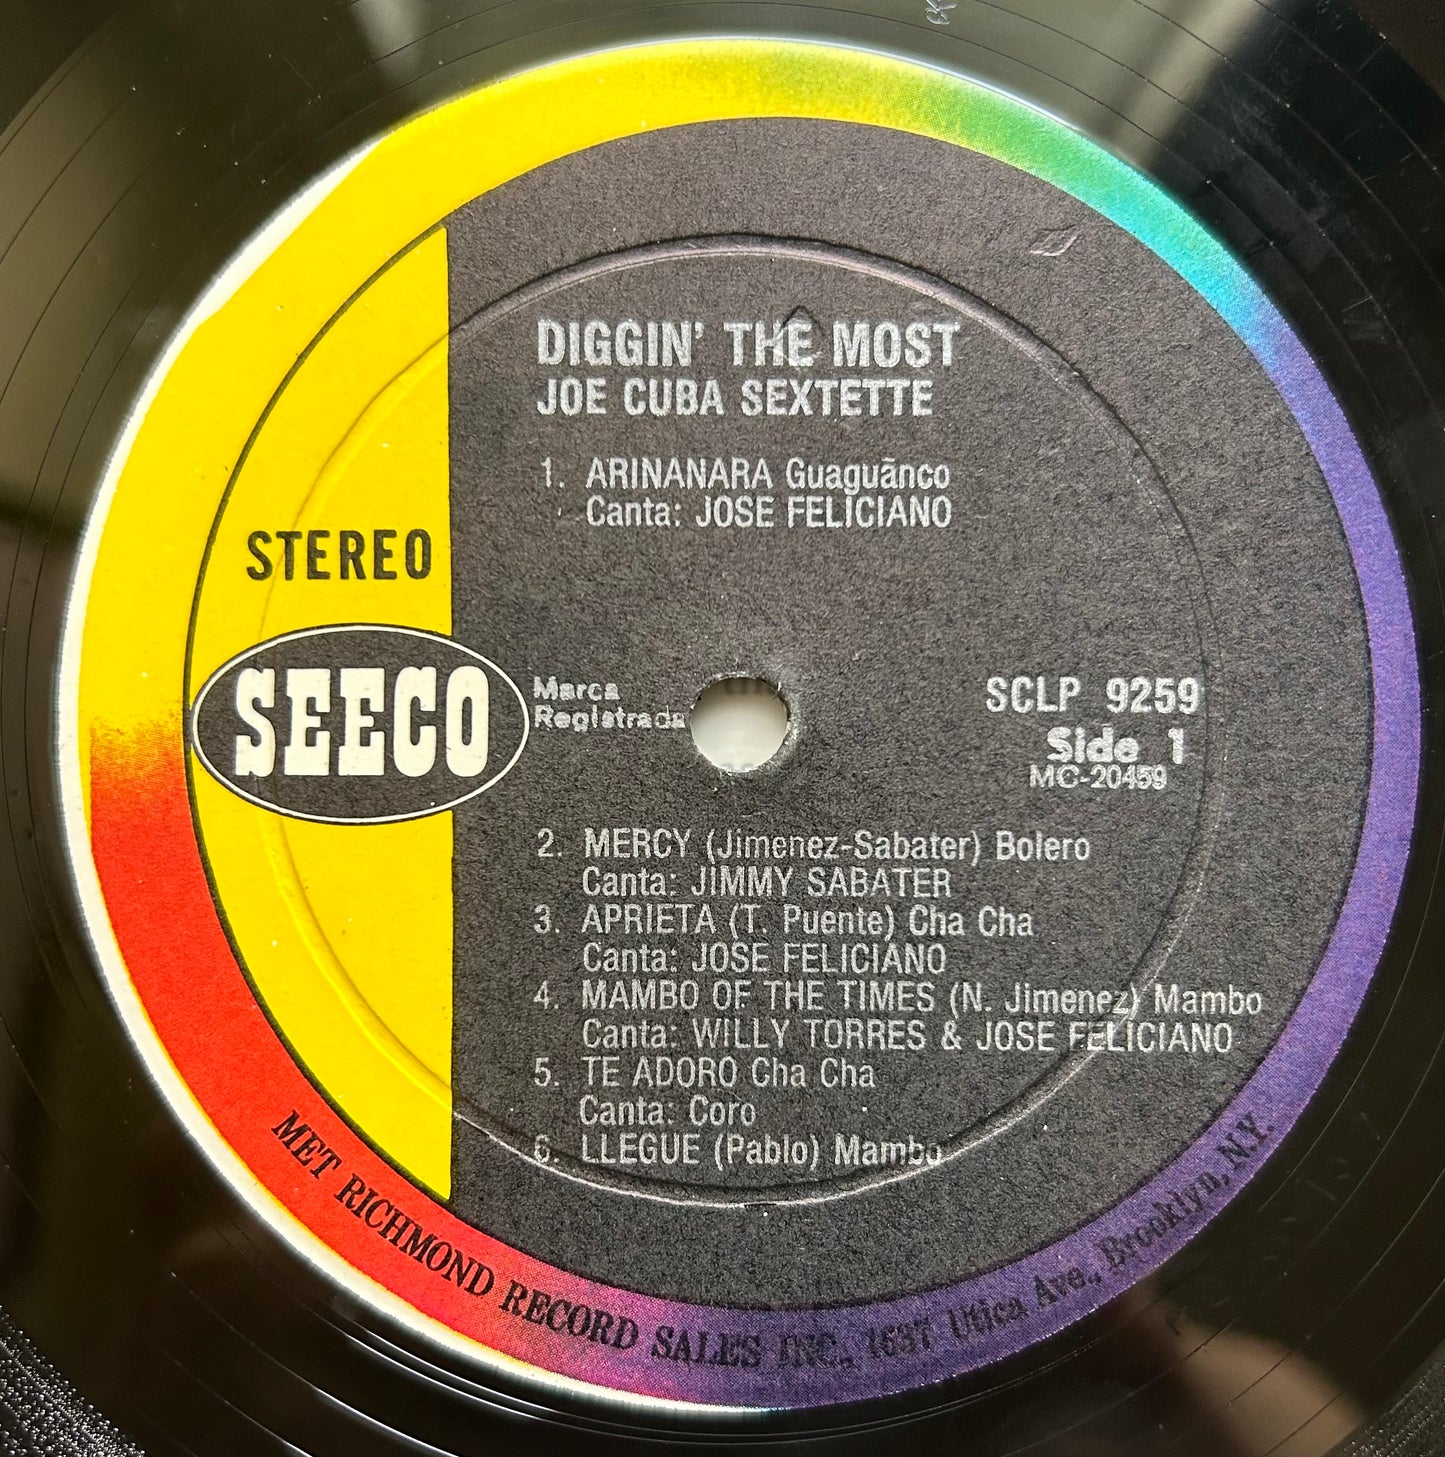 DIGGIN' THE MOST
JOE CUBA SEXTETTE
1. ARINANARA Guaguãnco
Canta: JOSE FELICIANO
STEREO
SEECO
Marca
Registrada
SCLP 9259
Side 1
MC-20459
2. MERCY (Jimenez-Sabater) Bolero
Canta: JIMMY SABATER
3. APRIETA (T. Puente) Cha Cha
Canta: JOSE FELICIANO
4. MAMBO OF THE TIMES (N. Jimenez) Mambo
Canta: WILLY TORRES & JOSE FELICIANO
5. TE ADORO Cha Cha
Canta: Coro
6. LLEGUE (Pablo) Mambo
MET RICHMOND RECORD SALES INC., 1637 Utica Ave., Brooklyn, N.Y.